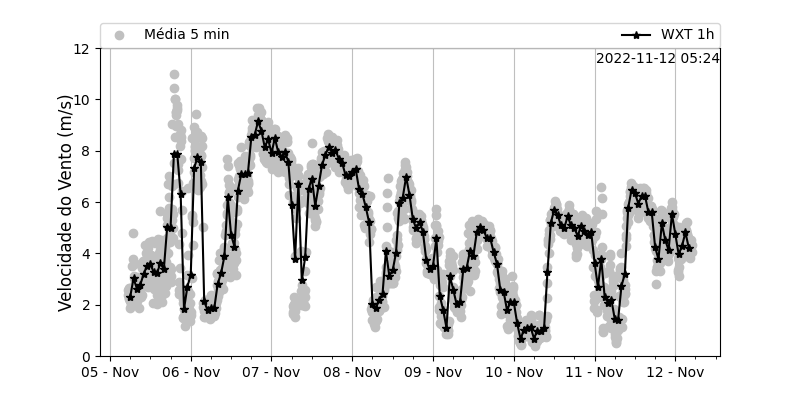 Média 5 min
WXT 1h
2022-11-12 05:24
Velocidade do Vento (m/s)
12
10
8
6
4
2
0
05 - Nov
06 - Nov
07 - Nov
08 - Nov
09 - Nov
10 - Nov
11 - Nov
12 - Nov